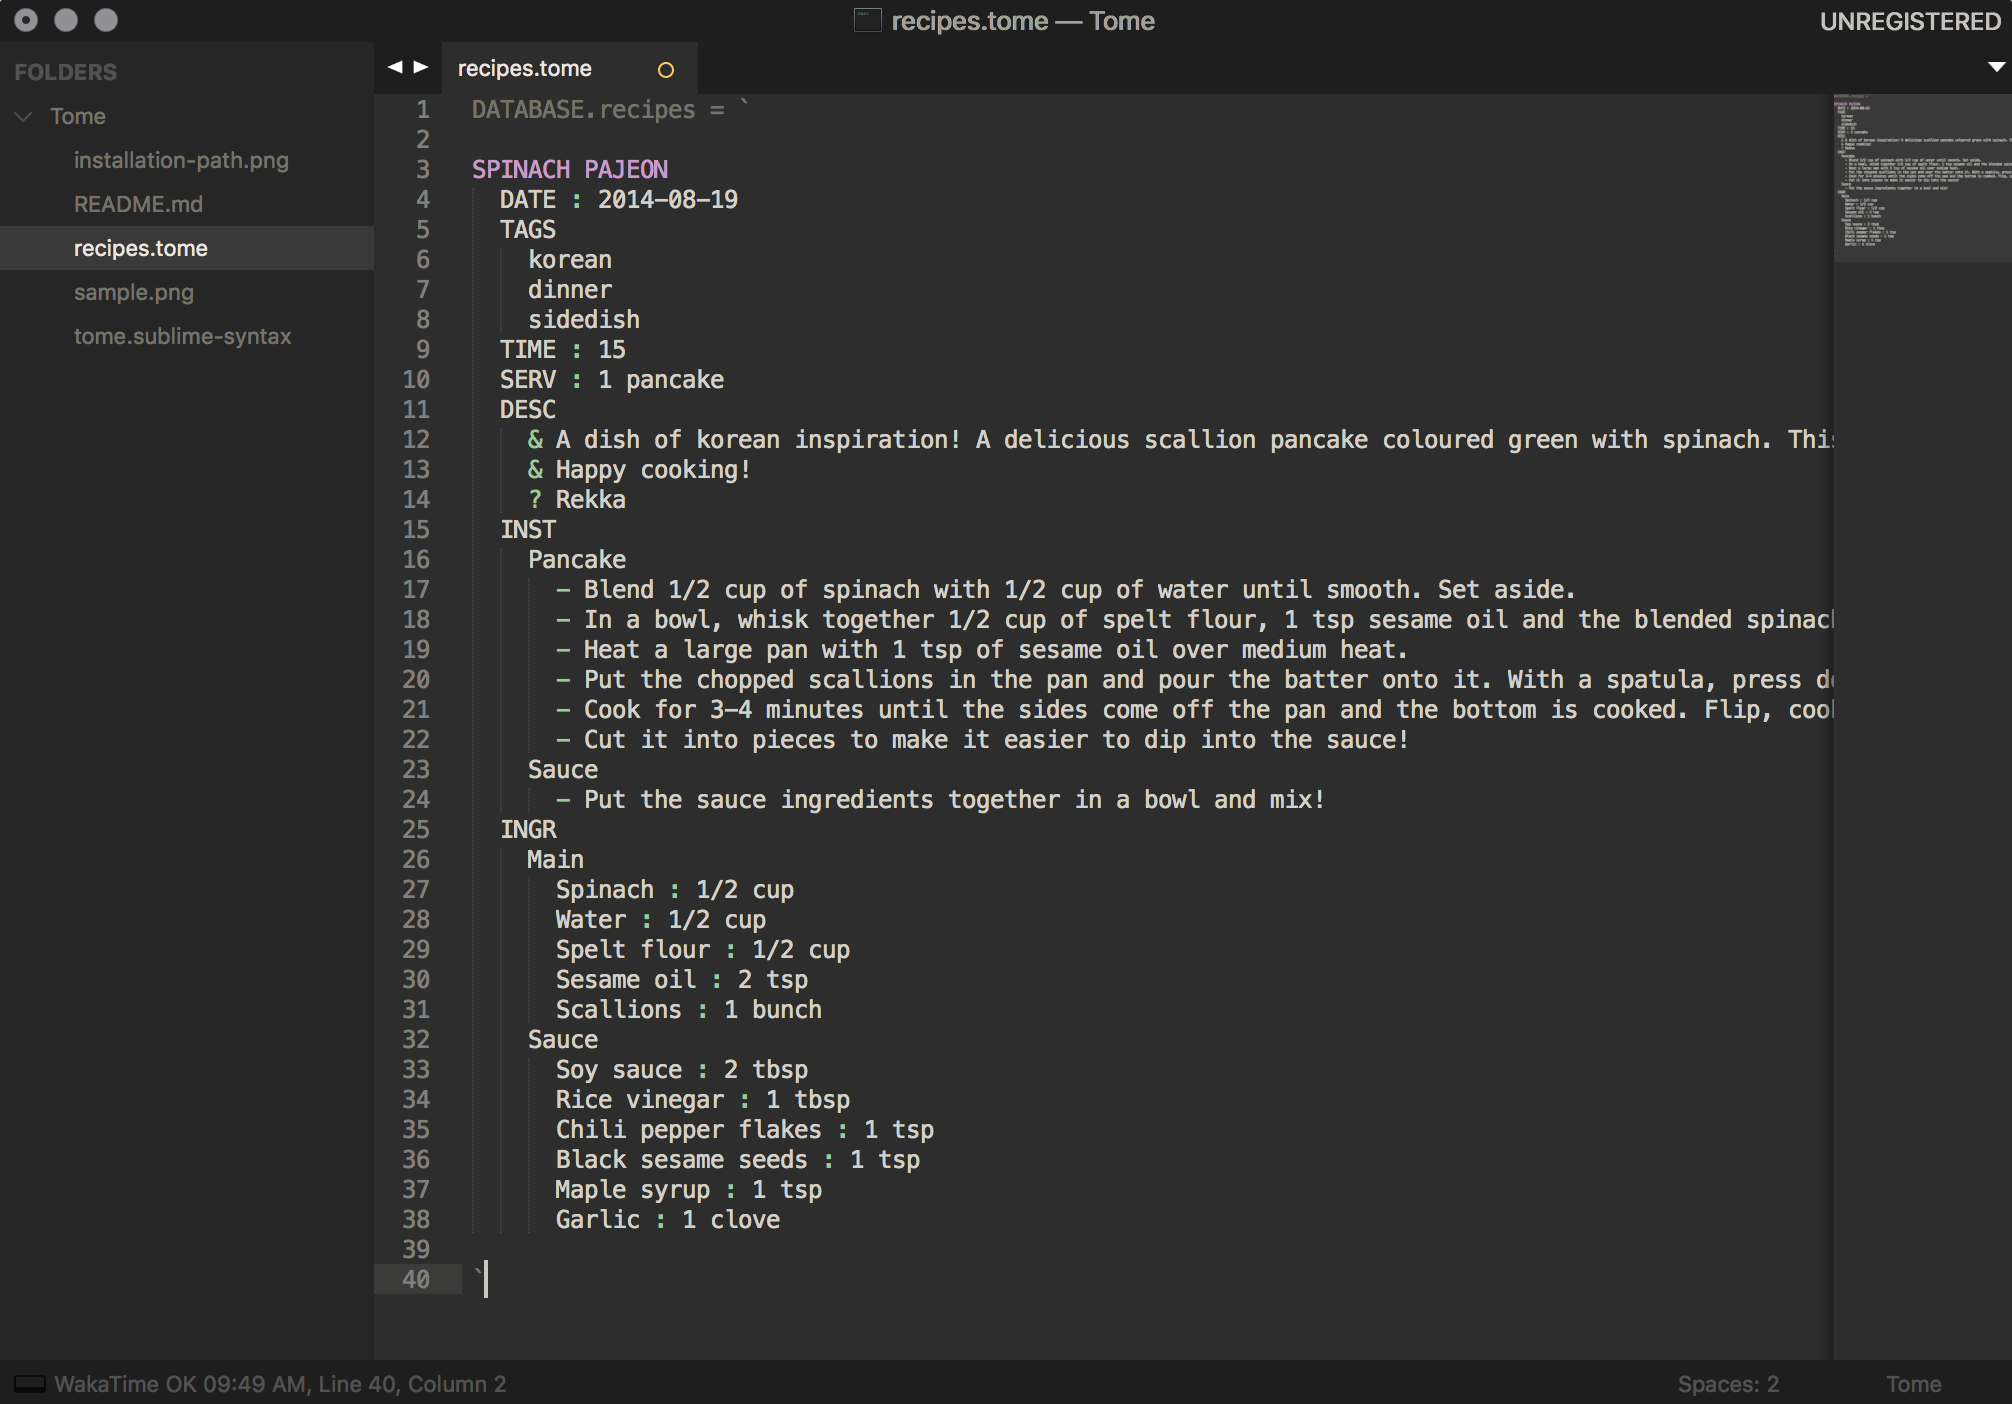 recipes.tome — Tome
UNREGISTERED
FOLDERS
Tome
installation-path.png
README.md
recipes.tome
sample.png
tome.sublime-syntax
recipes.tome
1 DATABASE.recipes = `
2
3 SPINACH PAJEON
4 DATE : 2014-08-19
5 TAGS
6 korean
7 dinner
8 sidedish
9 TIME : 15
10 SERV : 1 pancake
11 DESC
12 & A dish of korean inspiration! A delicious scallion pancake coloured green with spinach. This
13 & Happy cooking!
14 ? Rekka
15 INST
16 Pancake
17 - Blend 1/2 cup of spinach with 1/2 cup of water until smooth. Set aside.
18 - In a bowl, whisk together 1/2 cup of spelt flour, 1 tsp sesame oil and the blended spinach
19 - Heat a large pan with 1 tsp of sesame oil over medium heat.
20 - Put the chopped scallions in the pan and pour the batter onto it. With a spatula, press do
21 - Cook for 3-4 minutes until the sides come off the pan and the bottom is cooked. Flip, cook
22 - Cut it into pieces to make it easier to dip into the sauce!
23 Sauce
24 - Put the sauce ingredients together in a bowl and mix!
25 INGR
26 Main
27 Spinach : 1/2 cup
28 Water : 1/2 cup
29 Spelt flour : 1/2 cup
30 Sesame oil : 2 tsp
31 Scallions : 1 bunch
32 Sauce
33 Soy sauce : 2 tbsp
34 Rice vinegar : 1 tbsp
35 Chili pepper flakes : 1 tsp
36 Black sesame seeds : 1 tsp
37 Maple syrup : 1 tsp
38 Garlic : 1 clove
39
40 `
WakaTime OK 09:49 AM, Line 40, Column 2
Spaces: 2
Tome